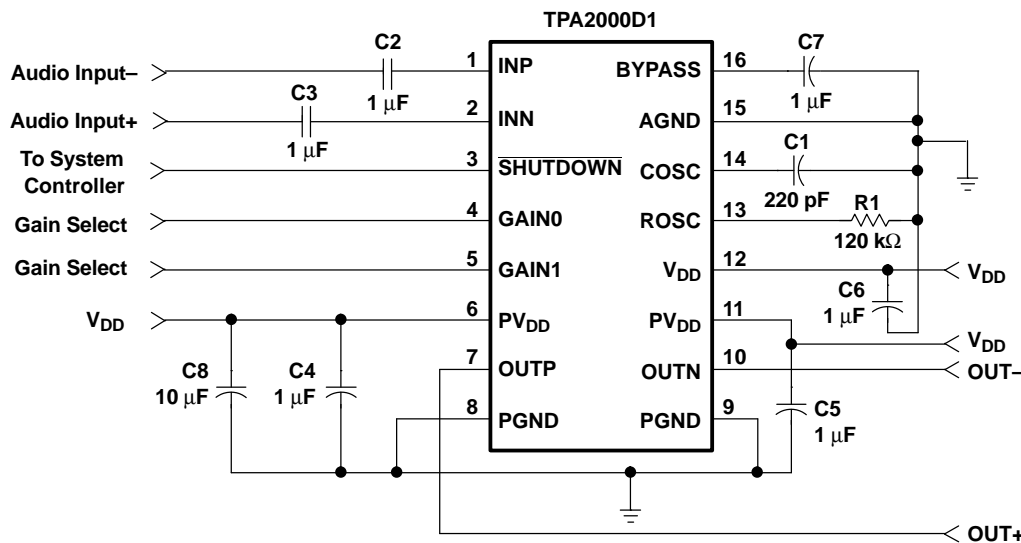 TPA2000D1
Audio Input–
C2
1 μF
1
INP
BYPASS
16
C7
1 μF
Audio Input+
C3
1 μF
2
INN
AGND
15
To System
Controller
3
SHUTDOWN
COSC
14
C1
220 pF
Gain Select
4
GAIN0
ROSC
13
R1
120 kΩ
Gain Select
5
GAIN1
VDD
12
VDD
C6
1 μF
VDD
6
PVDD
PVDD
11
VDD
C8
10 μF
C4
1 μF
7
OUTP
OUTN
10
OUT–
8
PGND
PGND
9
C5
1 μF
OUT+